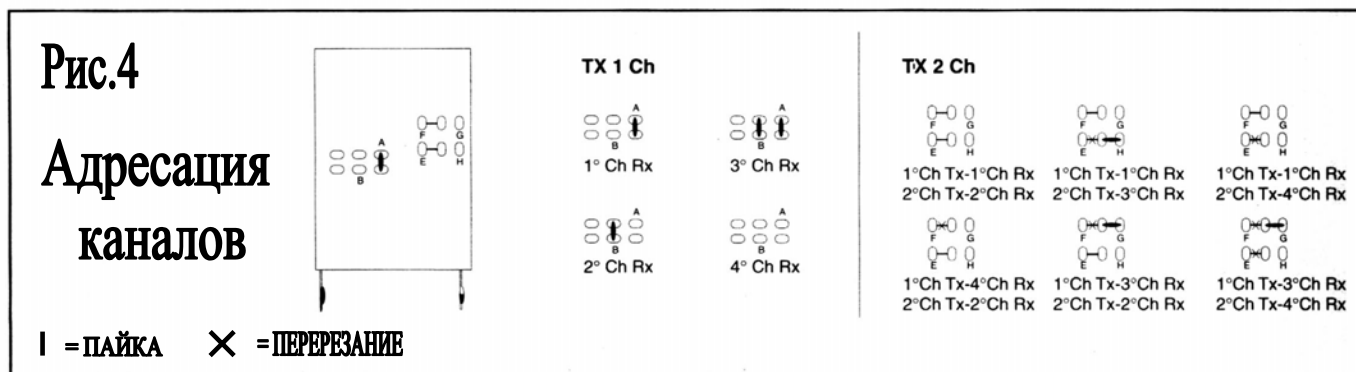 Рис.4
Адресация
каналов
A
B
F
G
E
H
I = ПАЙКА × = ПЕРЕРЕЗАНИЕ
TX 1 Ch
A
B
1° Ch Rx
A
B
3° Ch Rx
A
B
2° Ch Rx
A
B
4° Ch Rx
TX 2 Ch
F G
E H
1°Ch Tx-1°Ch Rx
2°Ch Tx-2°Ch Rx
F G
E H
1°Ch Tx-1°Ch Rx
2°Ch Tx-3°Ch Rx
F G
E H
1°Ch Tx-1°Ch Rx
2°Ch Tx-4°Ch Rx
F G
E H
1°Ch Tx-4°Ch Rx
2°Ch Tx-2°Ch Rx
F G
E H
1°Ch Tx-3°Ch Rx
2°Ch Tx-2°Ch Rx
F G
E H
1°Ch Tx-3°Ch Rx
2°Ch Tx-4°Ch Rx